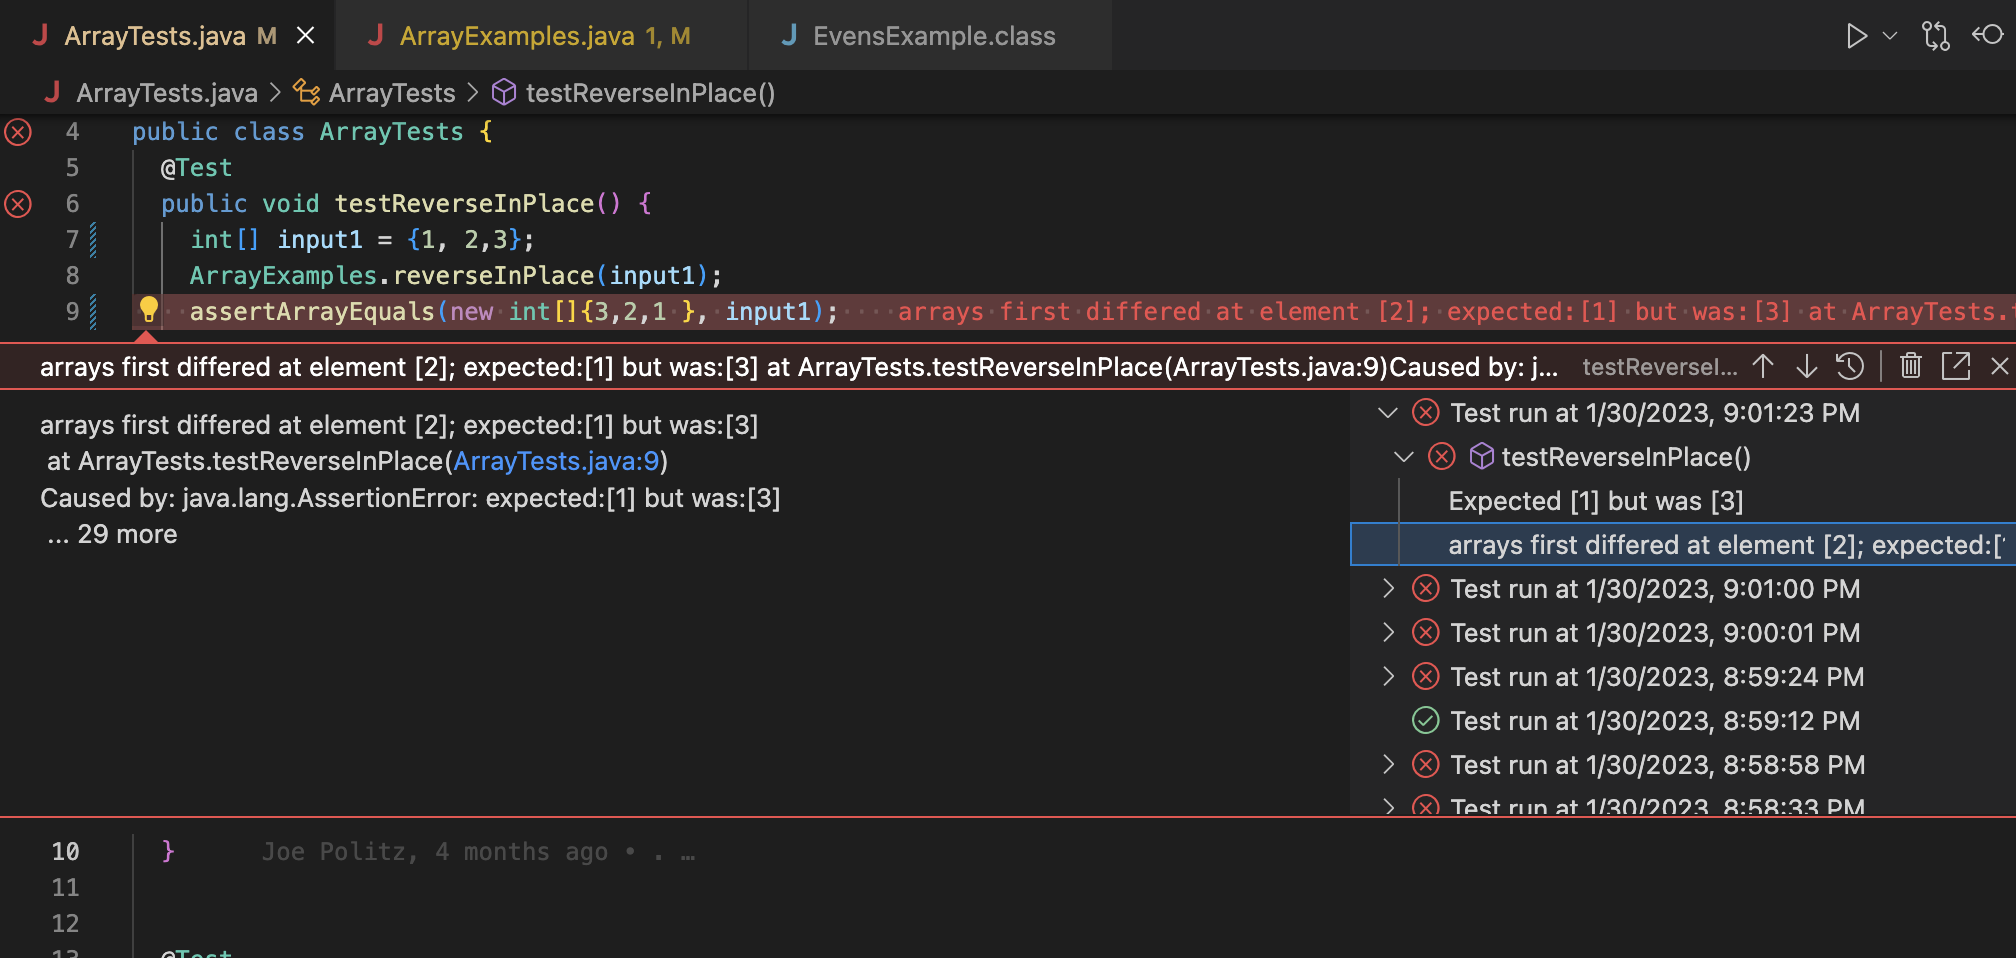 ArrayTests.java M ArrayExamples.java 1, M EvensExample.class
ArrayTests.java > ArrayTests > testReverseInPlace()
4 public class ArrayTests {
5 @Test
6 public void testReverseInPlace() {
7 int[] input1 = {1, 2,3};
8 ArrayExamples.reverseInPlace(input1);
9 assertArrayEquals(new int[]{3,2,1 }, input1); arrays first differed at element [2]; expected:[1] but was:[3] at ArrayTests.
arrays first differed at element [2]; expected:[1] but was:[3] at ArrayTests.testReverseInPlace(ArrayTests.java:9)Caused by: j... testReverseI...
arrays first differed at element [2]; expected:[1] but was:[3]
at ArrayTests.testReverseInPlace(ArrayTests.java:9)
Caused by: java.lang.AssertionError: expected:[1] but was:[3]
... 29 more
Test run at 1/30/2023, 9:01:23 PM
testReverseInPlace()
Expected [1] but was [3]
arrays first differed at element [2]; expected:[
Test run at 1/30/2023, 9:01:00 PM
Test run at 1/30/2023, 9:00:01 PM
Test run at 1/30/2023, 8:59:24 PM
Test run at 1/30/2023, 8:59:12 PM
Test run at 1/30/2023, 8:58:58 PM
Test run at 1/30/2023, 8:58:33 PM
10 } Joe Politz, 4 months ago • . …
11
12
13 @Test